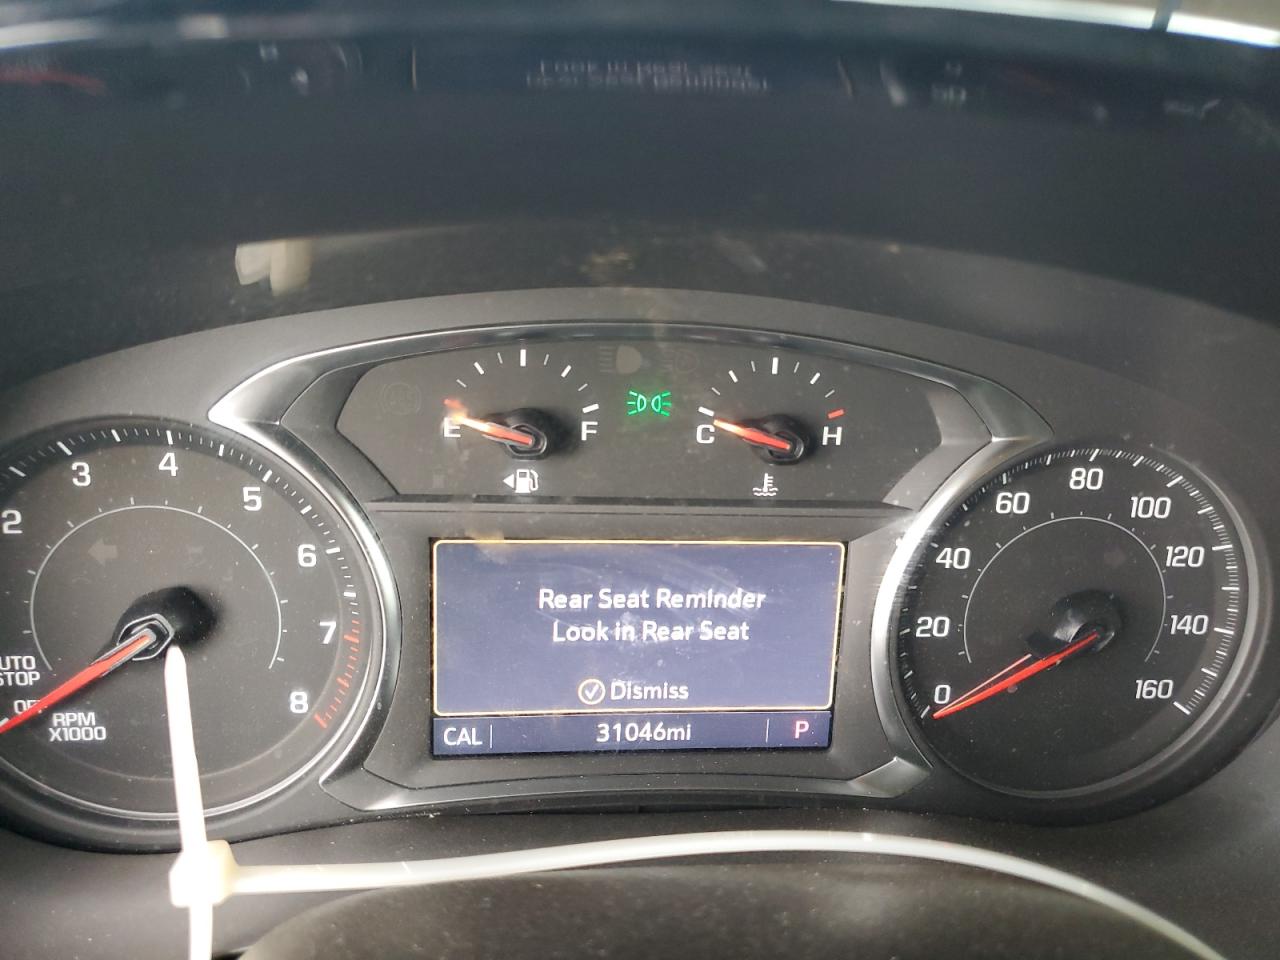 E
F
C
H
2
3
4
5
6
7
8
AUTO
STOP
OFF
RPM
X1000
Rear Seat Reminder
Look in Rear Seat
Dismiss
CAL
31046mi
P
0
20
40
60
80
100
120
140
160